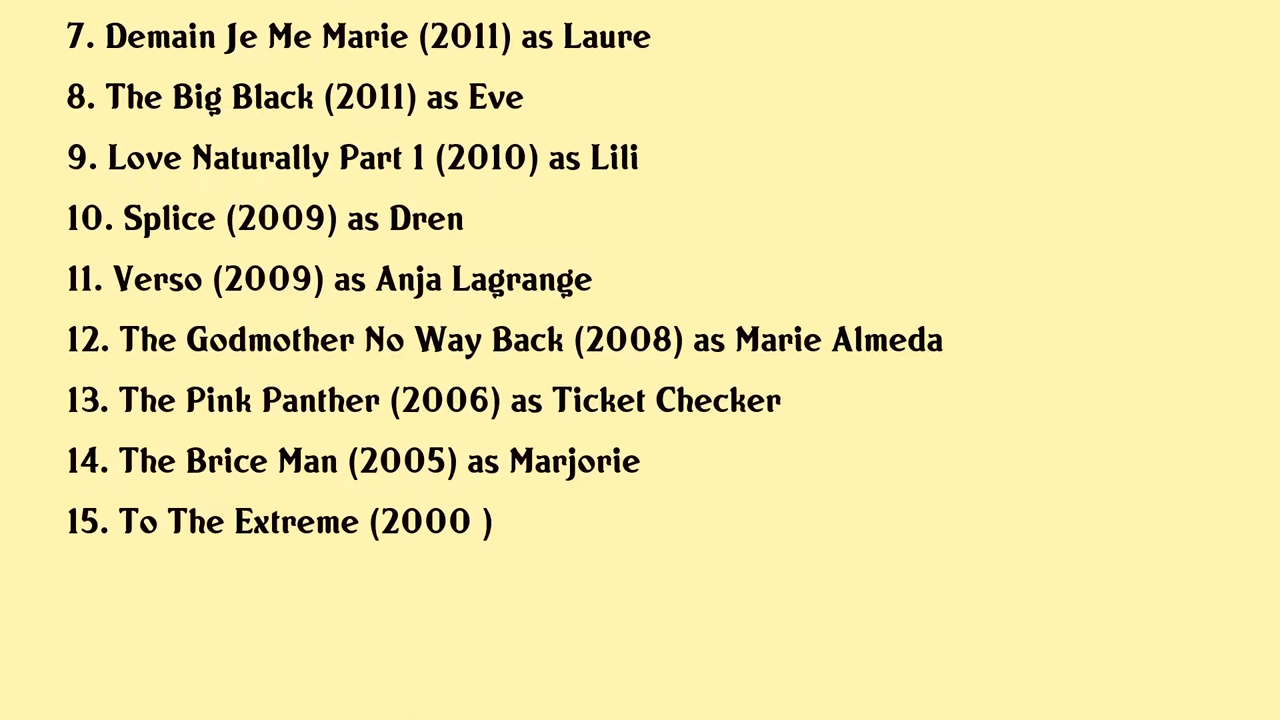 7. Demain Je Me Marie (2011) as Laure
8. The Big Black (2011) as Eve
9. Love Naturally Part 1 (2010) as Lili
10. Splice (2009) as Dren
11. Verso (2009) as Anja Lagrange
12. The Godmother No Way Back (2008) as Marie Almeda
13. The Pink Panther (2006) as Ticket Checker
14. The Brice Man (2005) as Marjorie
15. To The Extreme (2000 )